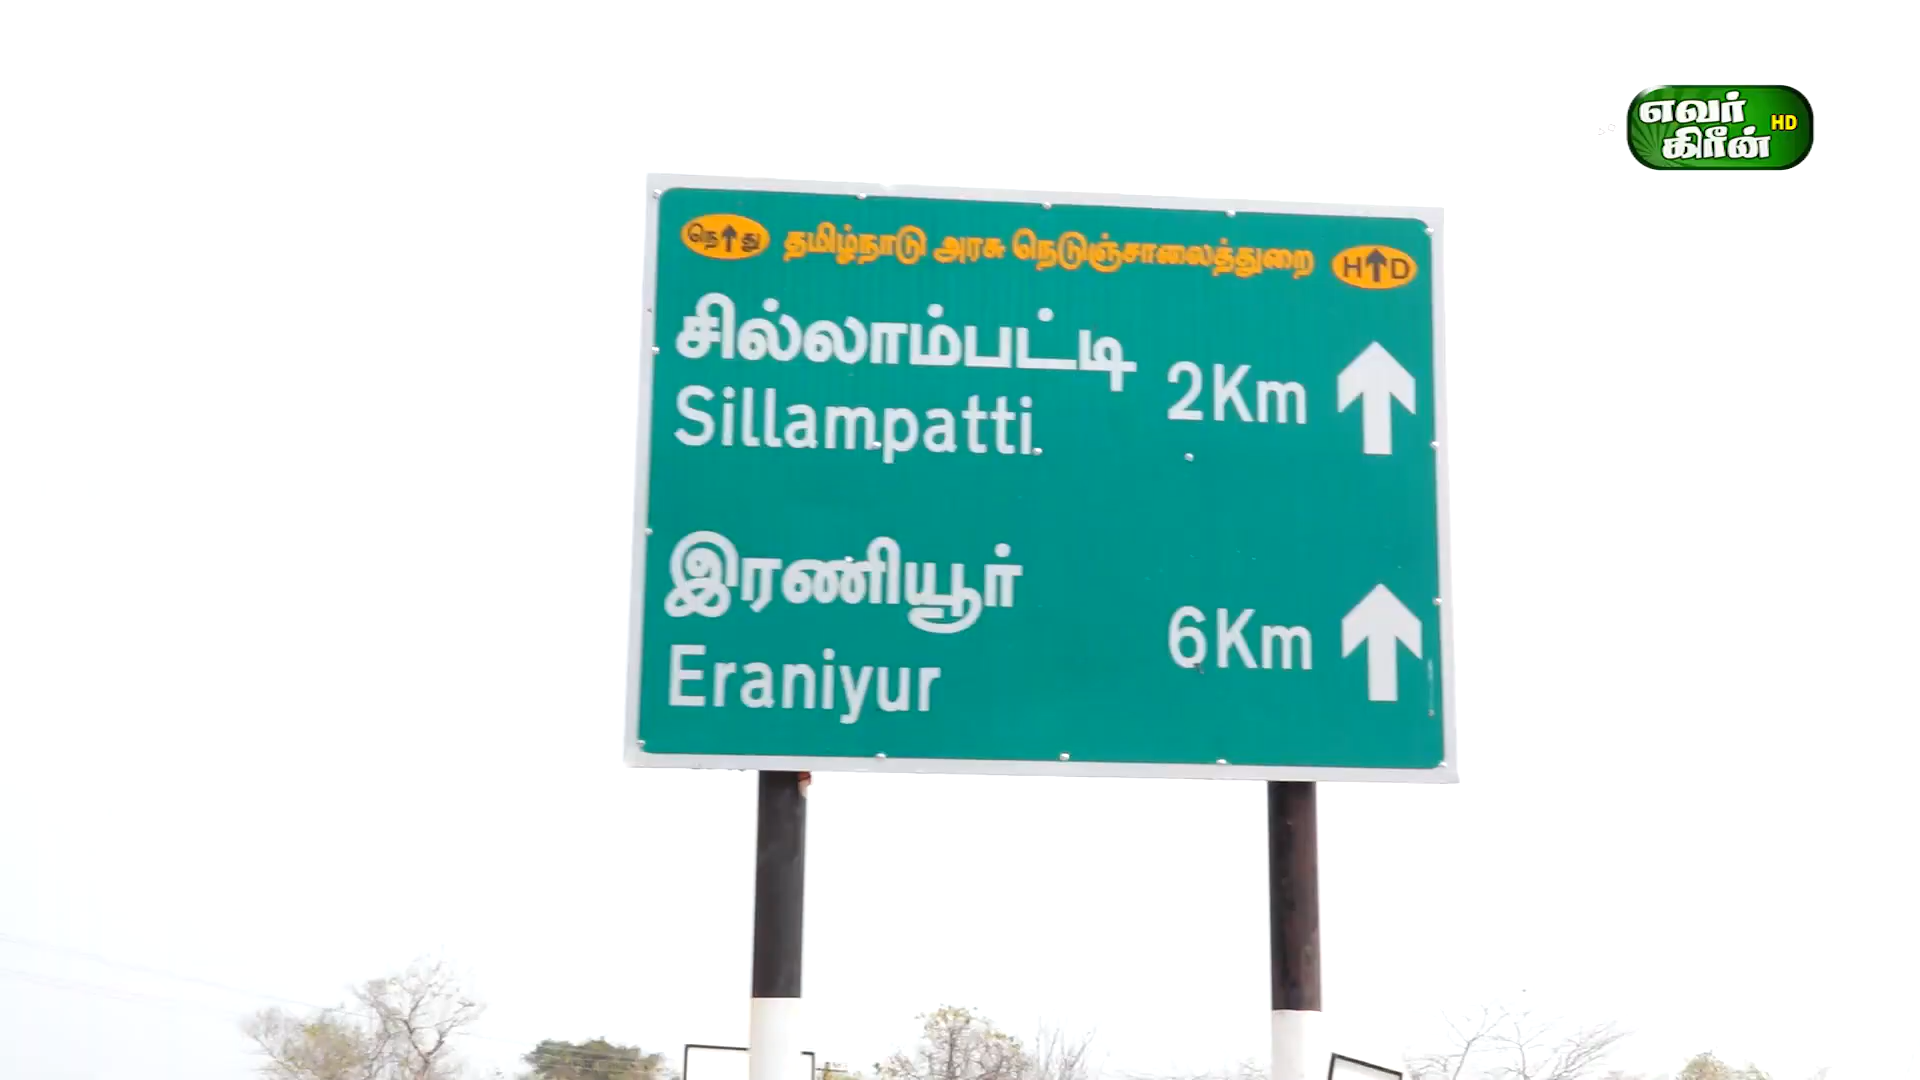 எவர்
கிரீன் HD
நெ↑து தமிழ்நாடு அரசு நெடுஞ்சாலைத்துறை H↑D
சில்லாம்பட்டி
Sillampatti 2Km ↑
இரணியூர்
Eraniyur 6Km ↑